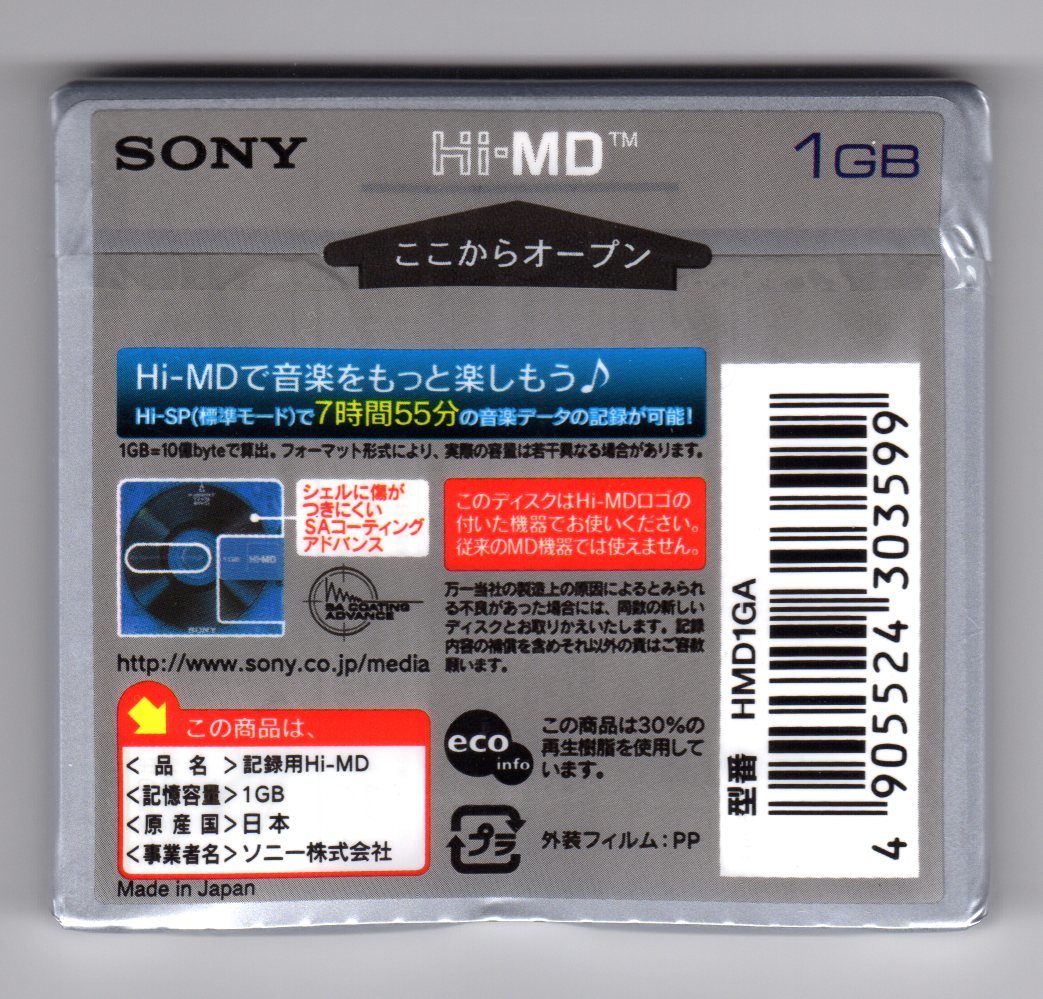 SONY
Hi-MD™
1GB
ここからオープン
Hi-MDで音楽をもっと楽しもう♪
Hi-SP(標準モード)で7時間55分の音楽データの記録が可能!
1GB=10億byteで算出。フォーマット形式により、実際の容量は若干異なる場合があります。
シェルに傷が
つきにくい
SAコーティング
アドバンス
1GB Hi-MD
SONY
SA COATING
ADVANCE
http://www.sony.co.jp/media
このディスクはHi-MDロゴの
付いた機器でお使いください。
従来のMD機器では使えません。
万一当社の製造上の原因によるとみられ
る不良があった場合には、同数の新しい
ディスクとお取りかえいたします。記録
内容の補償を含めそれ以外の責はご容赦
願います。
この商品は、
<品名>記録用Hi-MD
<記憶容量>1GB
<原産国>日本
<事業者名>ソニー株式会社
Made in Japan
eco
info
この商品は30%の
再生樹脂を使用して
います。
プラ
外装フィルム:PP
型番 HMD1GA
4 905524 303599